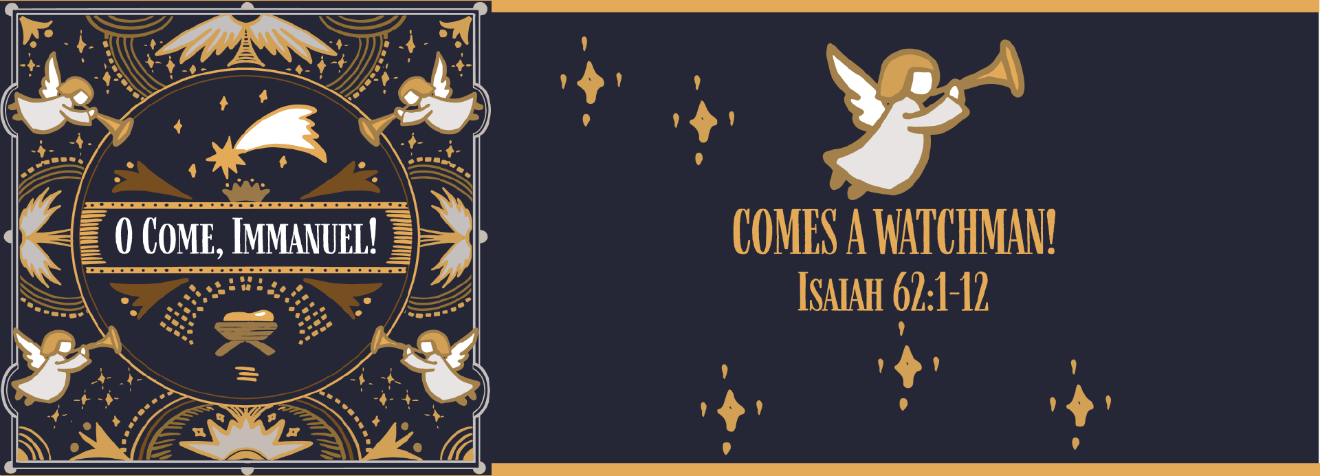 O Come, Immanuel!
COMES A WATCHMAN!
Isaiah 62:1-12